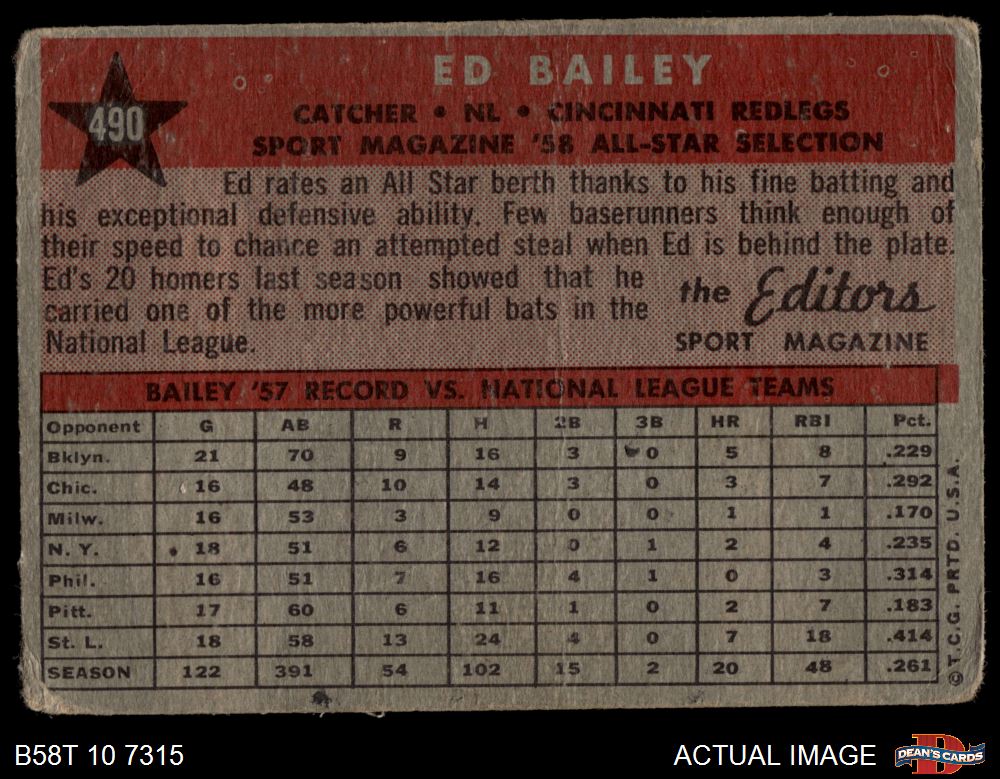 ED BAILEY
490
CATCHER • NL • CINCINNATI REDLEGS
SPORT MAGAZINE '58 ALL-STAR SELECTION
Ed rates an All Star berth thanks to his fine batting and
his exceptional defensive ability. Few baserunners think enough of
their speed to chance an attempted steal when Ed is behind the plate.
Ed's 20 homers last season showed that he
carried one of the more powerful bats in the
National League.
the Editors
SPORT MAGAZINE
BAILEY '57 RECORD VS. NATIONAL LEAGUE TEAMS
Opponent G AB R H 2B 3B HR RBI Pct.
Bklyn. 21 70 9 16 3 0 5 8 .229
Chic. 16 48 10 14 3 0 3 7 .292
Milw. 16 53 3 9 0 0 1 1 .170
N. Y. 18 51 6 12 0 1 2 4 .235
Phil. 16 51 7 16 4 1 0 3 .314
Pitt. 17 60 6 11 1 0 2 7 .183
St. L. 18 58 13 24 4 0 7 18 .414
SEASON 122 391 54 102 15 2 20 48 .261
©T.C.G. PRTD. U.S.A.
B58T 10 7315
ACTUAL IMAGE
DEAN'S CARDS